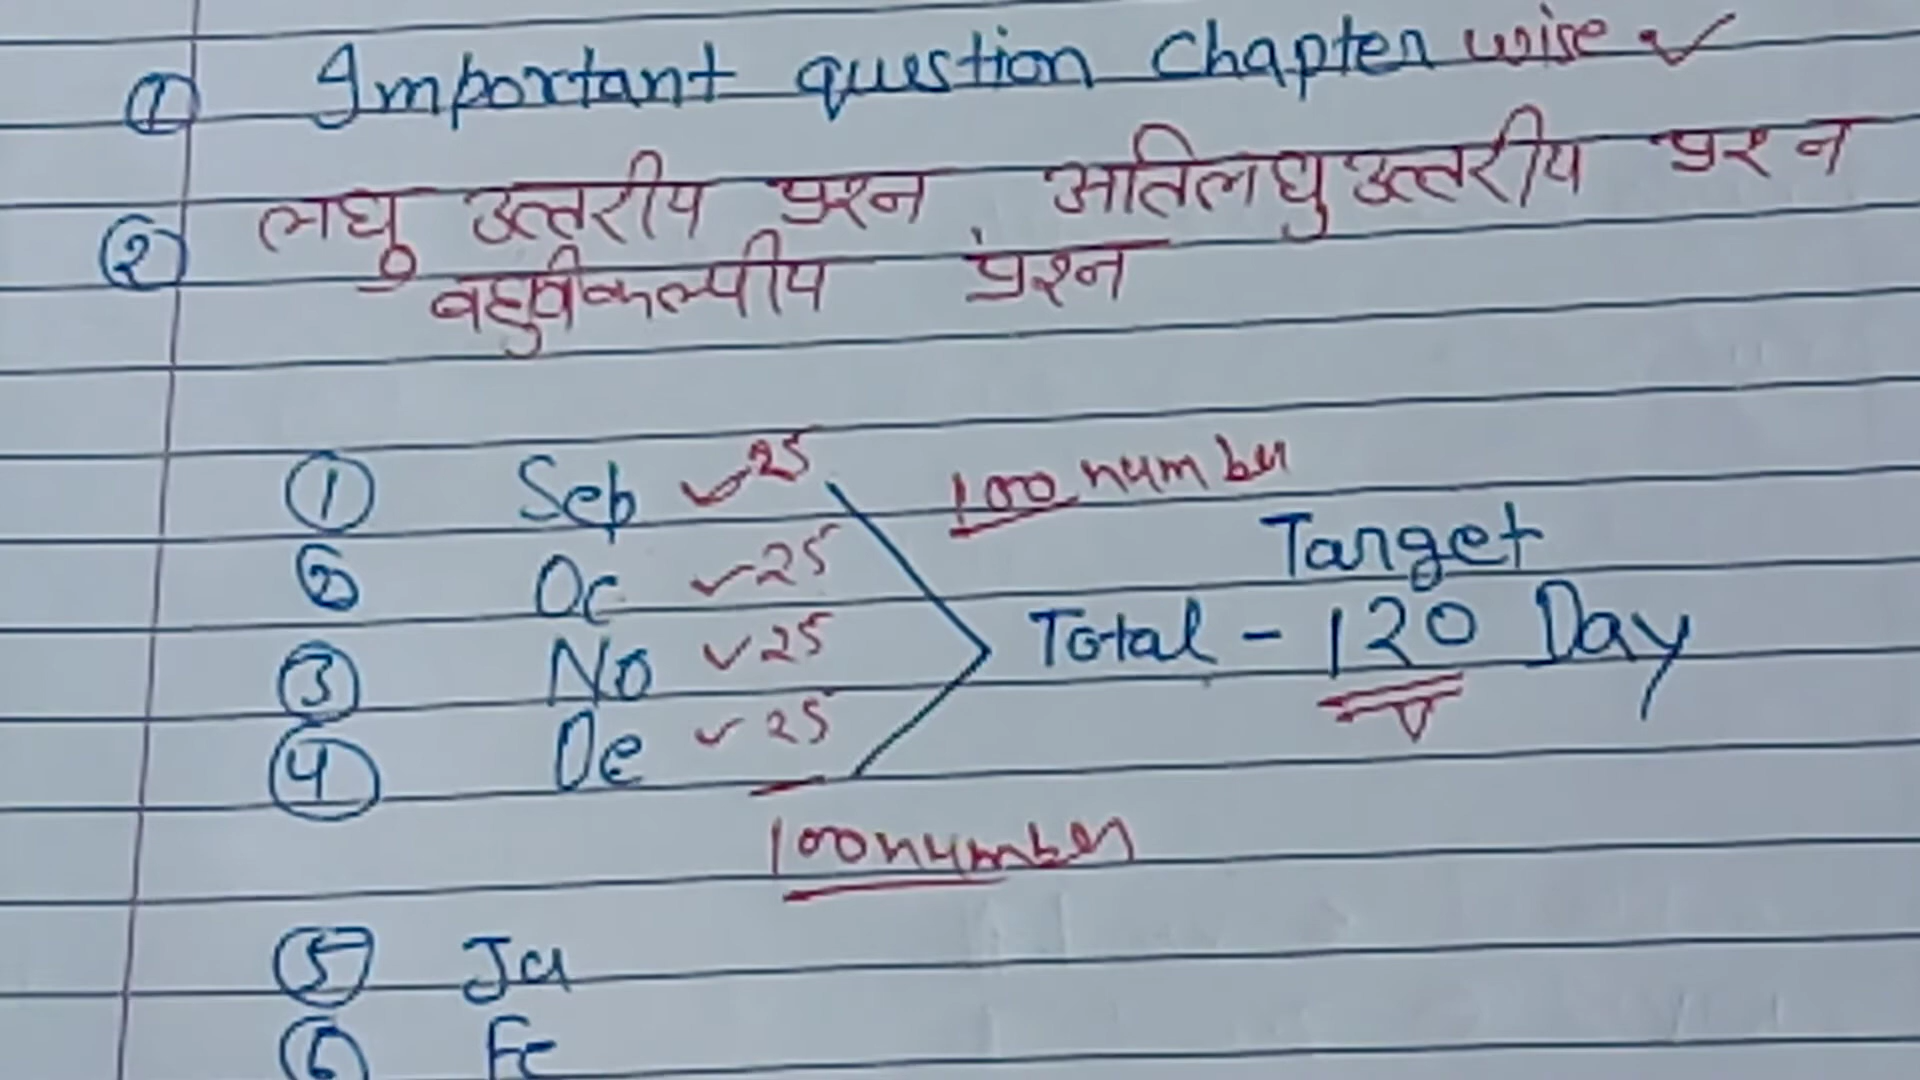 ① Important question Chapter wise ✓
② लघु उत्तरीय प्रश्न अतिलघु उत्तरीय प्रश्न
बहुविकल्पीय प्रश्न
① Sep ✓ 25 100 number
② Oc ✓ 25 Target
③ No ✓ 25 Total - 120 Day
④ De ✓ 25
100 number
⑤ Ja
⑥ Fe